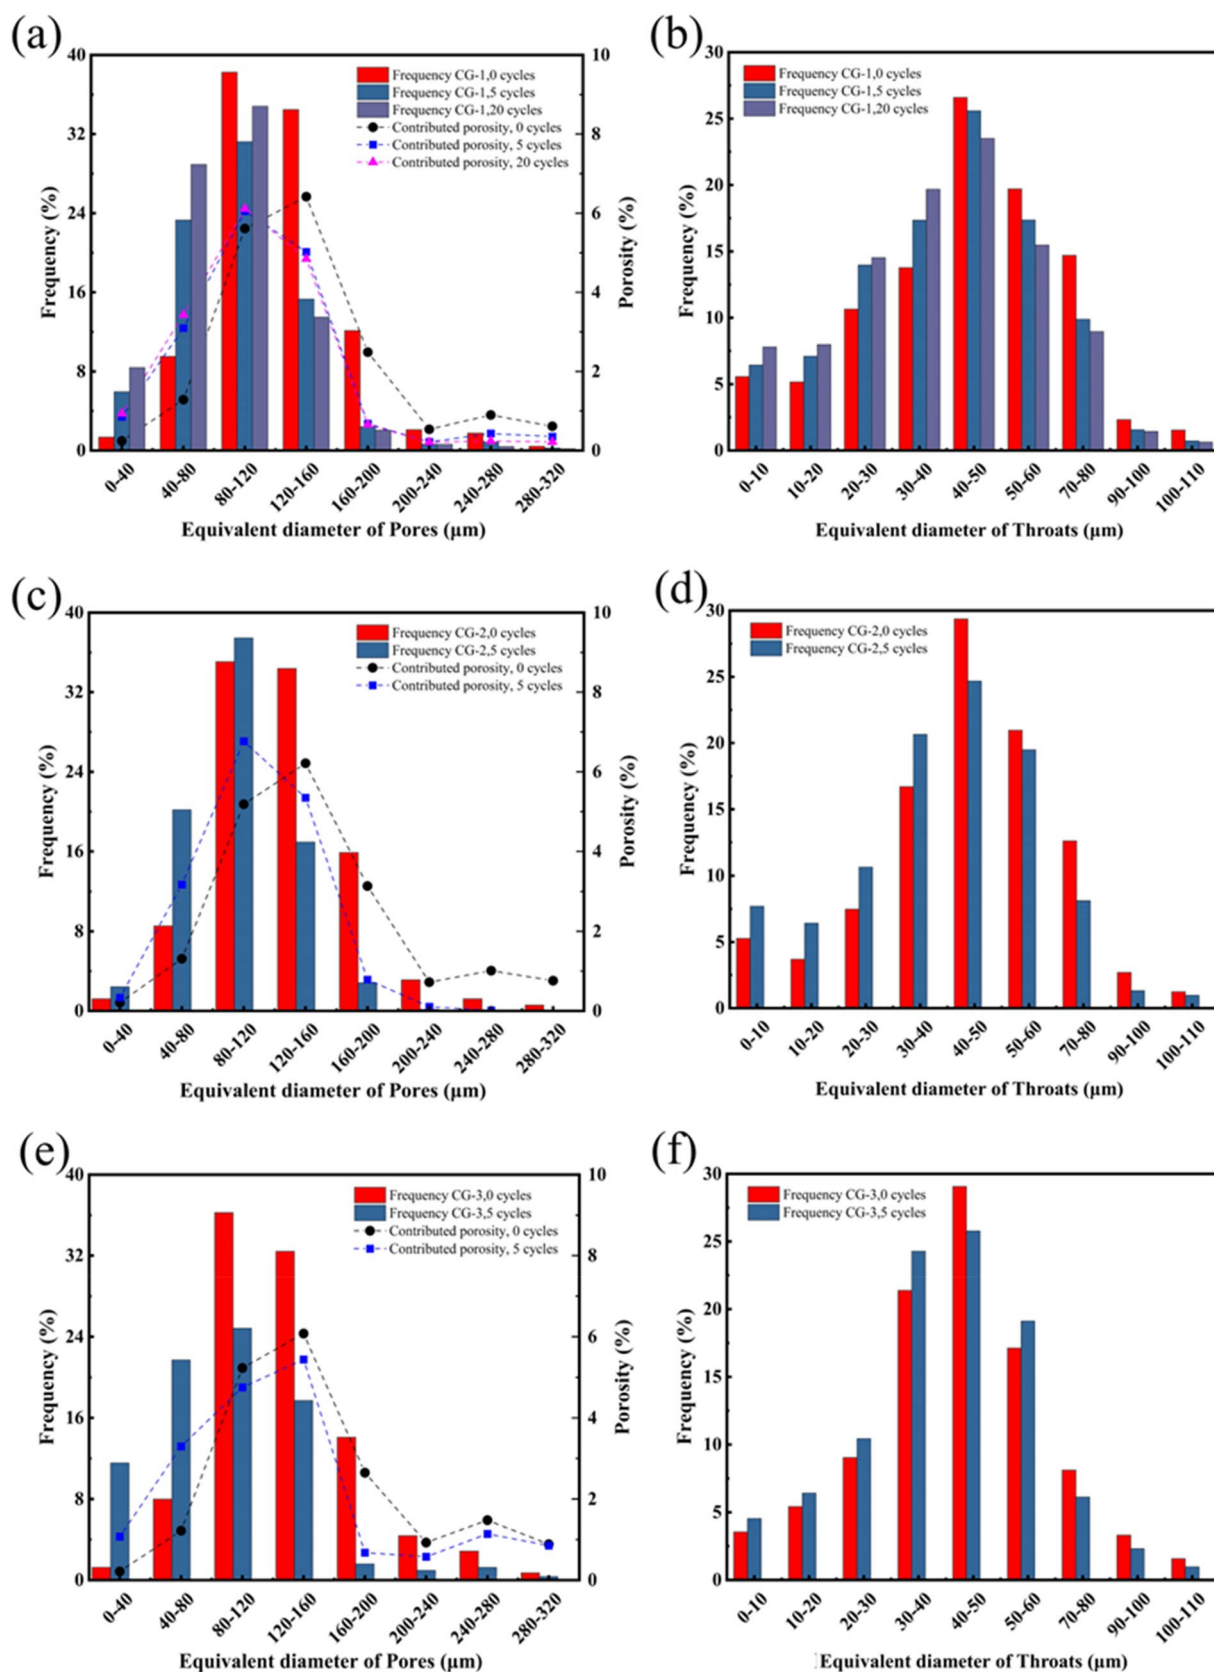 (a)
Frequency CG-1,0 cycles
Frequency CG-1,5 cycles
Frequency CG-1,20 cycles
Contributed porosity, 0 cycles
Contributed porosity, 5 cycles
Contributed porosity, 20 cycles
Frequency (%)
40
32
24
16
8
0
Porosity (%)
10
8
6
4
2
0
0-40
40-80
80-120
120-160
160-200
200-240
240-280
280-320
Equivalent diameter of Pores (μm)
(b)
Frequency CG-1,0 cycles
Frequency CG-1,5 cycles
Frequency CG-1,20 cycles
Frequency (%)
30
25
20
15
10
5
0
0-10
10-20
20-30
30-40
40-50
50-60
70-80
90-100
100-110
Equivalent diameter of Throats (μm)
(c)
Frequency CG-2,0 cycles
Frequency CG-2,5 cycles
Contributed porosity, 0 cycles
Contributed porosity, 5 cycles
Frequency (%)
40
32
24
16
8
0
Porosity (%)
10
8
6
4
2
0
0-40
40-80
80-120
120-160
160-200
200-240
240-280
280-320
Equivalent diameter of Pores (μm)
(d)
Frequency CG-2,0 cycles
Frequency CG-2,5 cycles
Frequency (%)
30
25
20
15
10
5
0
0-10
10-20
20-30
30-40
40-50
50-60
70-80
90-100
100-110
Equivalent diameter of Throats (μm)
(e)
Frequency CG-3,0 cycles
Frequency CG-3,5 cycles
Contributed porosity, 0 cycles
Contributed porosity, 5 cycles
Frequency (%)
40
32
24
16
8
0
Porosity (%)
10
8
6
4
2
0
0-40
40-80
80-120
120-160
160-200
200-240
240-280
280-320
Equivalent diameter of Pores (μm)
(f)
Frequency CG-3,0 cycles
Frequency CG-3,5 cycles
Frequency (%)
30
25
20
15
10
5
0
0-10
10-20
20-30
30-40
40-50
50-60
70-80
90-100
100-110
Equivalent diameter of Throats (μm)